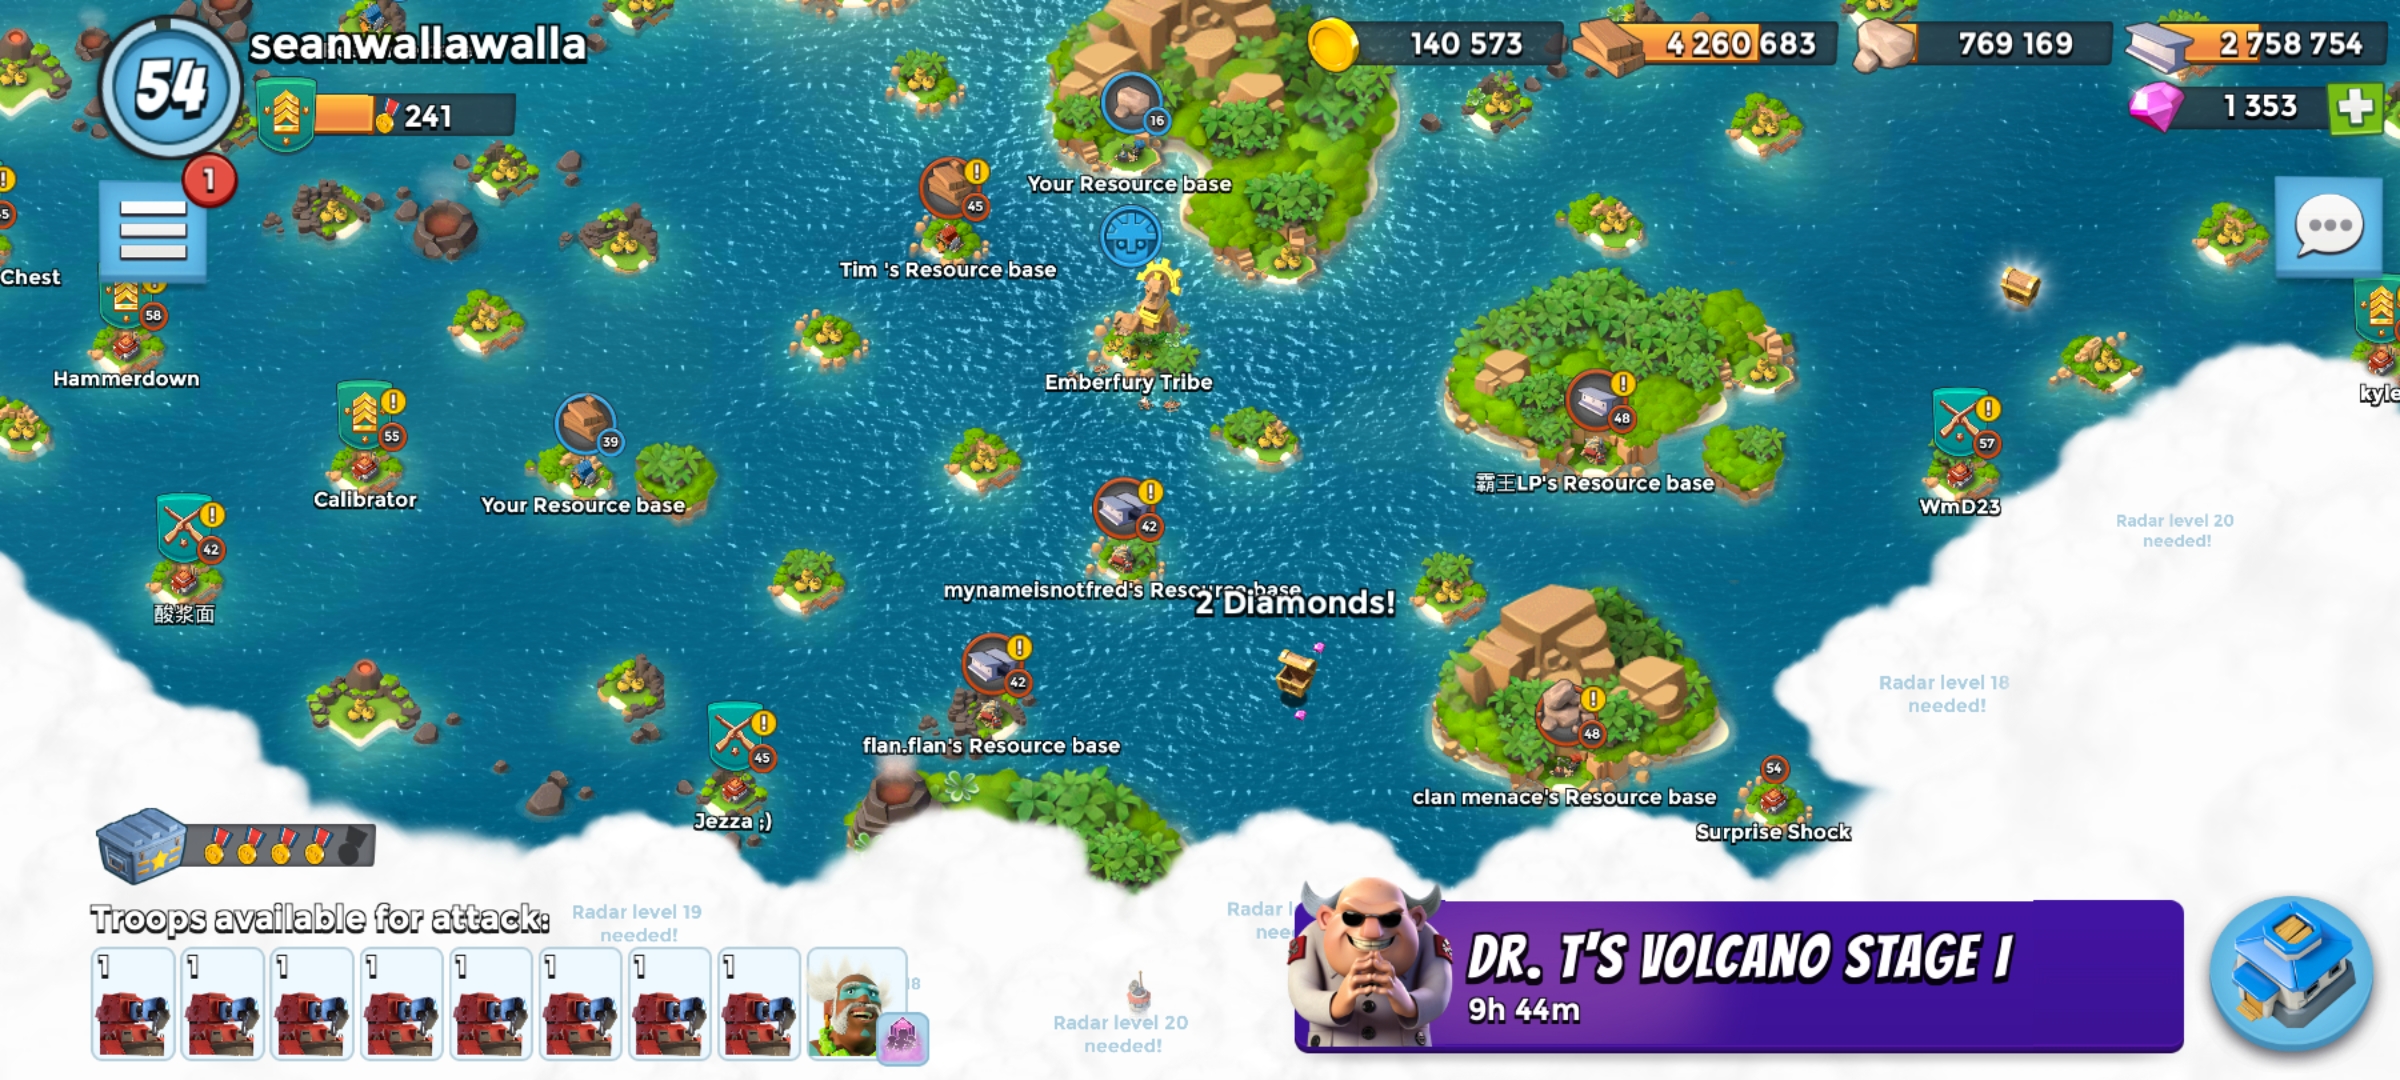 54
seanwallawalla
241
140 573
4 260 683
769 169
2 758 754
1 353
1
16
Your Resource base
45
Tim 's Resource base
Chest
58
Hammerdown
Emberfury Tribe
55
Calibrator
39
Your Resource base
48
霸王LP's Resource base
57
WmD23
kyle
42
酸浆面
42
mynameisnotfred's Resource base
2 Diamonds!
Radar level 20
needed!
Radar level 18
needed!
42
flan.flan's Resource base
45
Jezza ;)
48
clan menace's Resource base
54
Surprise Shock
Troops available for attack:
1
1
1
1
1
1
1
1
Radar level 19
needed!
Radar level 20
needed!
Radar
DR. T'S VOLCANO STAGE I
9h 44m